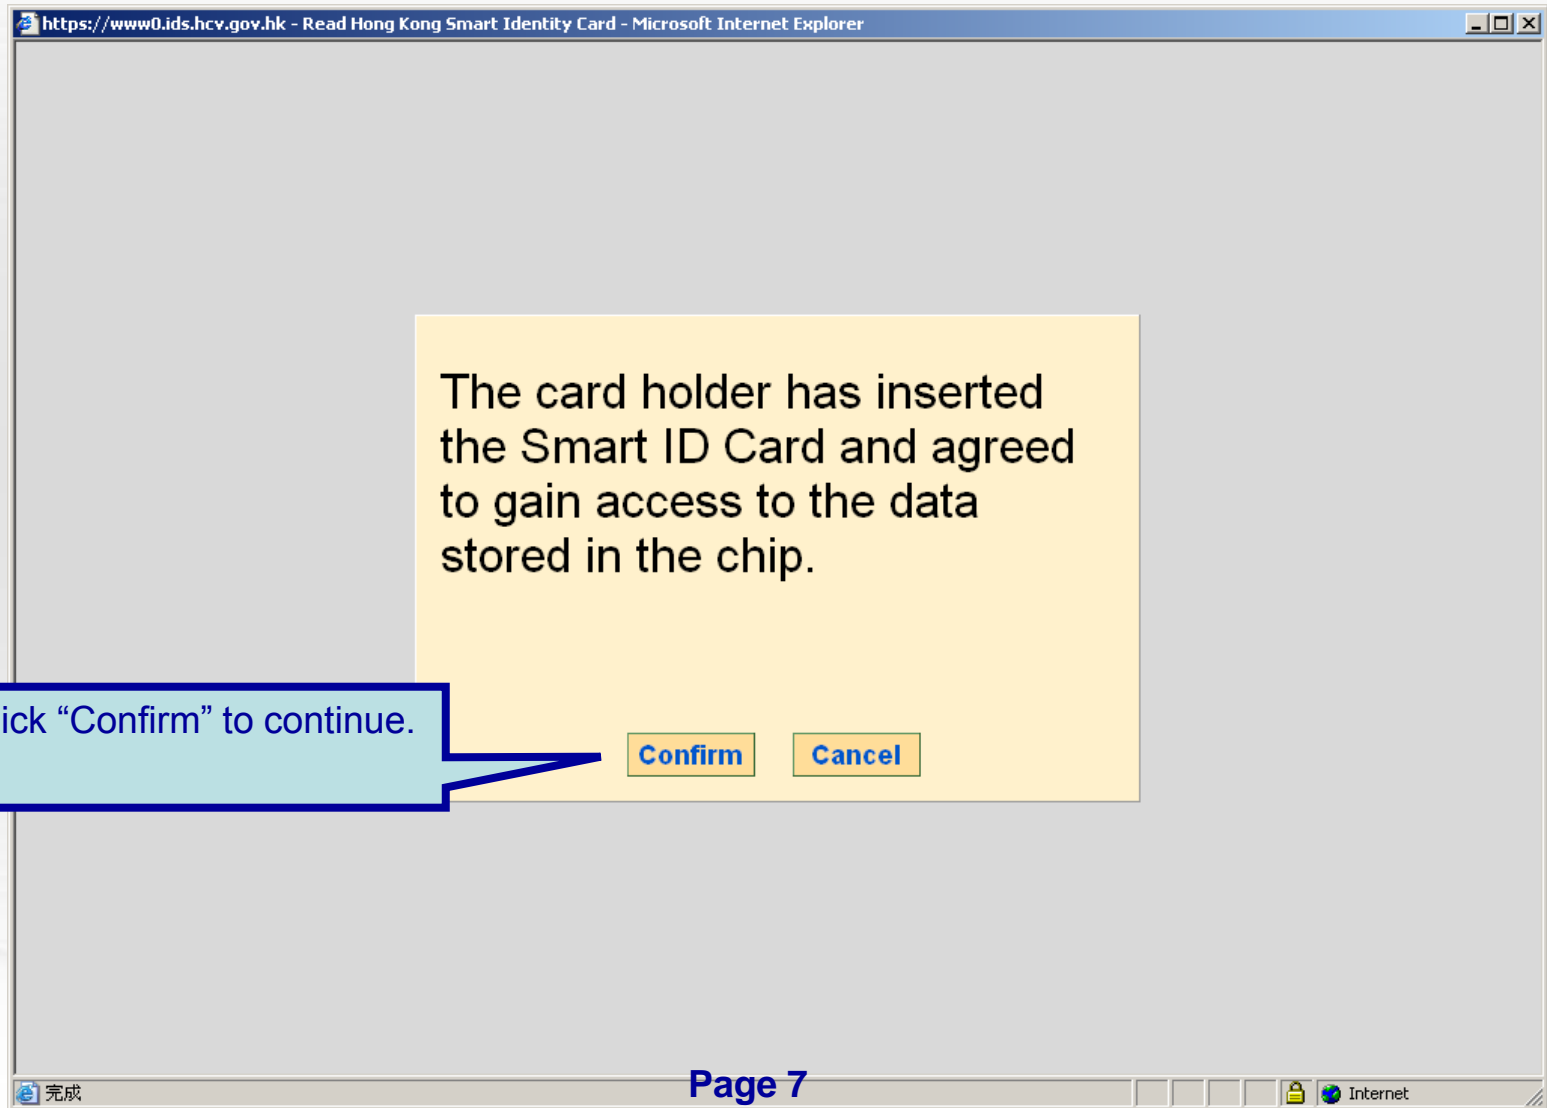 https://www0.ids.hcv.gov.hk - Read Hong Kong Smart Identity Card - Microsoft Internet Explorer
The card holder has inserted
the Smart ID Card and agreed
to gain access to the data
stored in the chip.
ick “Confirm” to continue.
Confirm Cancel
Page 7
完成 Internet